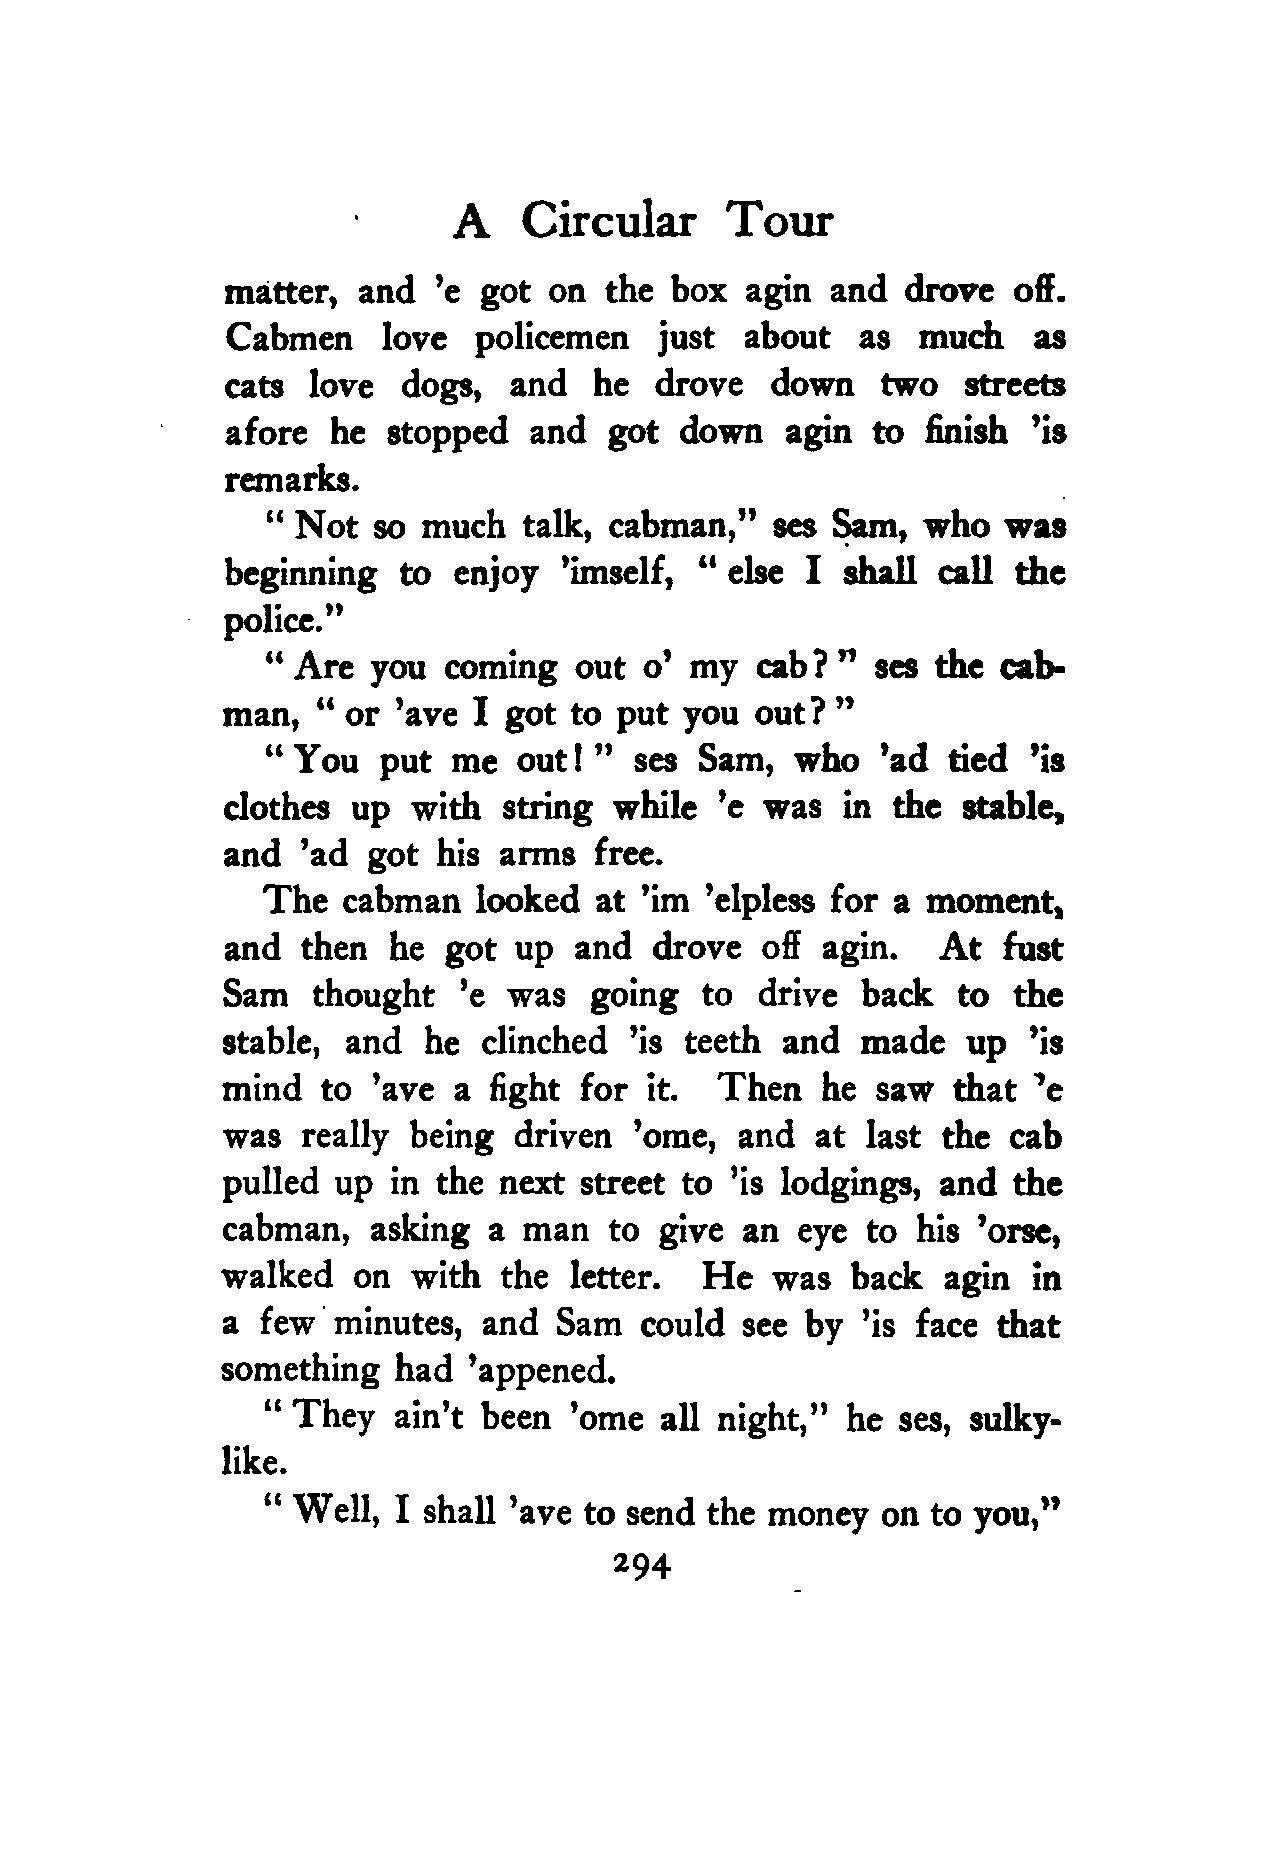 A Circular Tour
matter, and 'e got on the box agin and drove off.
Cabmen love policemen just about as much as
cats love dogs, and he drove down two streets
afore he stopped and got down agin to finish 'is
remarks.
" Not so much talk, cabman," ses Sam, who was
beginning to enjoy 'imself, " else I shall call the
police."
" Are you coming out o' my cab? " ses the cab-
man, " or 'ave I got to put you out? "
" You put me out! " ses Sam, who 'ad tied 'is
clothes up with string while 'e was in the stable,
and 'ad got his arms free.
The cabman looked at 'im 'elpless for a moment,
and then he got up and drove off agin. At fust
Sam thought 'e was going to drive back to the
stable, and he clinched 'is teeth and made up 'is
mind to 'ave a fight for it. Then he saw that 'e
was really being driven 'ome, and at last the cab
pulled up in the next street to 'is lodgings, and the
cabman, asking a man to give an eye to his 'orse,
walked on with the letter. He was back agin in
a few minutes, and Sam could see by 'is face that
something had 'appened.
" They ain't been 'ome all night," he ses, sulky-
like.
" Well, I shall 'ave to send the money on to you,"
294